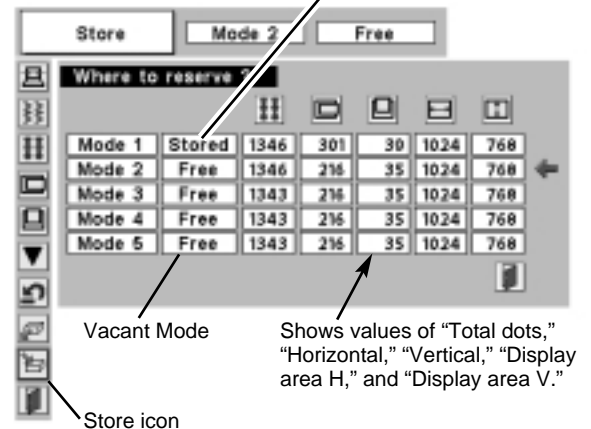 Store Mode 2 Free
Where to reserve ?
Mode 1 Stored 1346 301 30 1024 768
Mode 2 Free 1346 216 35 1024 768
Mode 3 Free 1343 216 35 1024 768
Mode 4 Free 1343 216 35 1024 768
Mode 5 Free 1343 216 35 1024 768
Vacant Mode
Shows values of “Total dots,”
“Horizontal,” “Vertical,” “Display
area H,” and “Display area V.”
Store icon